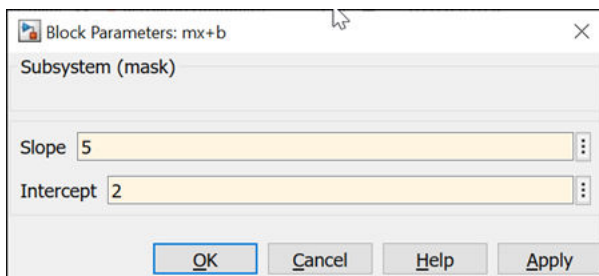 Block Parameters: mx+b
Subsystem (mask)
Slope 5
Intercept 2
OK Cancel Help Apply